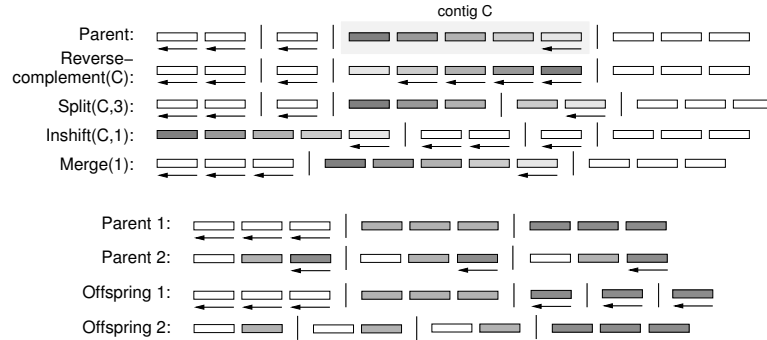 contig C
Parent:
Reverse–
complement(C):
Split(C,3):
Inshift(C,1):
Merge(1):
Parent 1:
Parent 2:
Offspring 1:
Offspring 2: